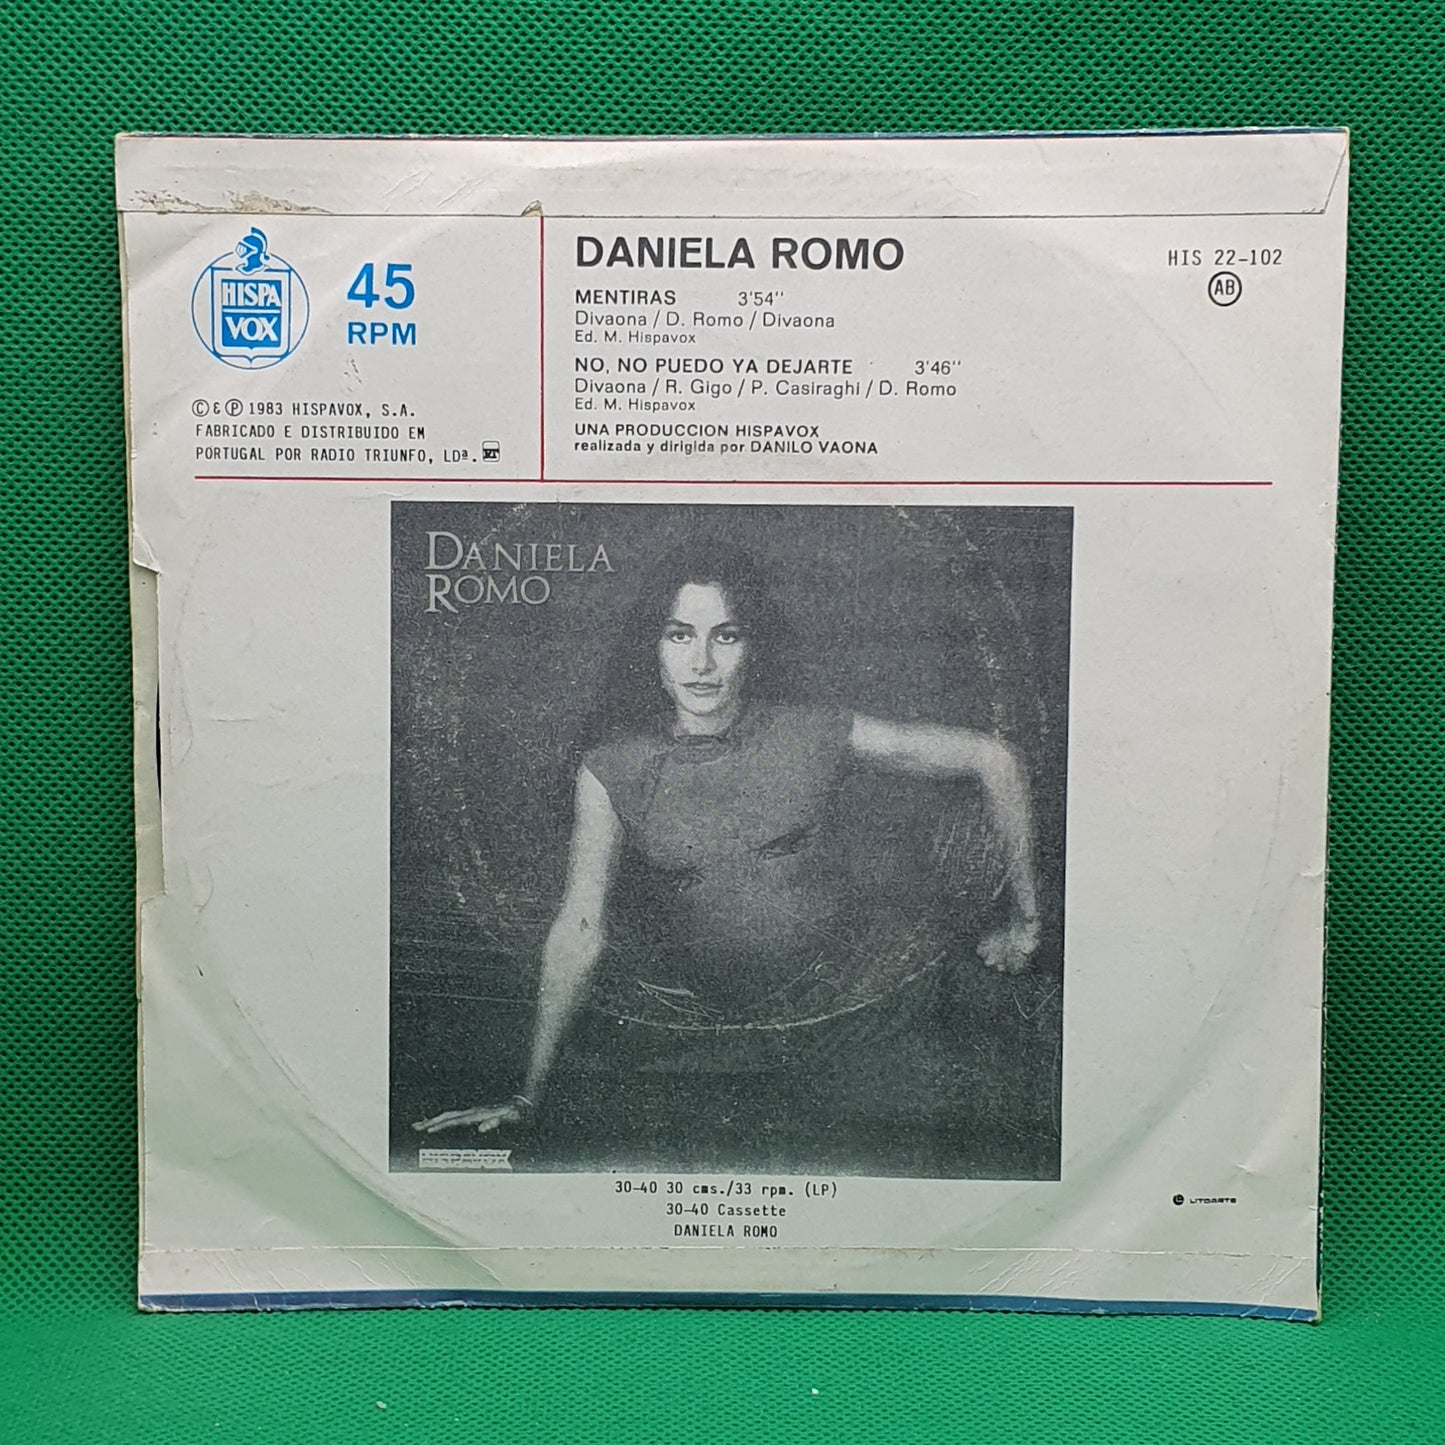 HISPA
VOX
45
RPM
Ⓒ & Ⓟ 1983 HISPAVOX, S.A.
FABRICADO E DISTRIBUIDO EM
PORTUGAL POR RADIO TRIUNFO, LDª. RT
DANIELA ROMO
HIS 22-102
AB
MENTIRAS 3'54''
Divaona / D. Romo / Divaona
Ed. M. Hispavox
NO, NO PUEDO YA DEJARTE 3'46''
Divaona / R. Gigo / P. Casiraghi / D. Romo
Ed. M. Hispavox
UNA PRODUCCION HISPAVOX
realizada y dirigida por DANILO VAONA
DANIELA
ROMO
HISPAVOX
30-40 30 cms./33 rpm. (LP)
30-40 Cassette
DANIELA ROMO
LITOARTE